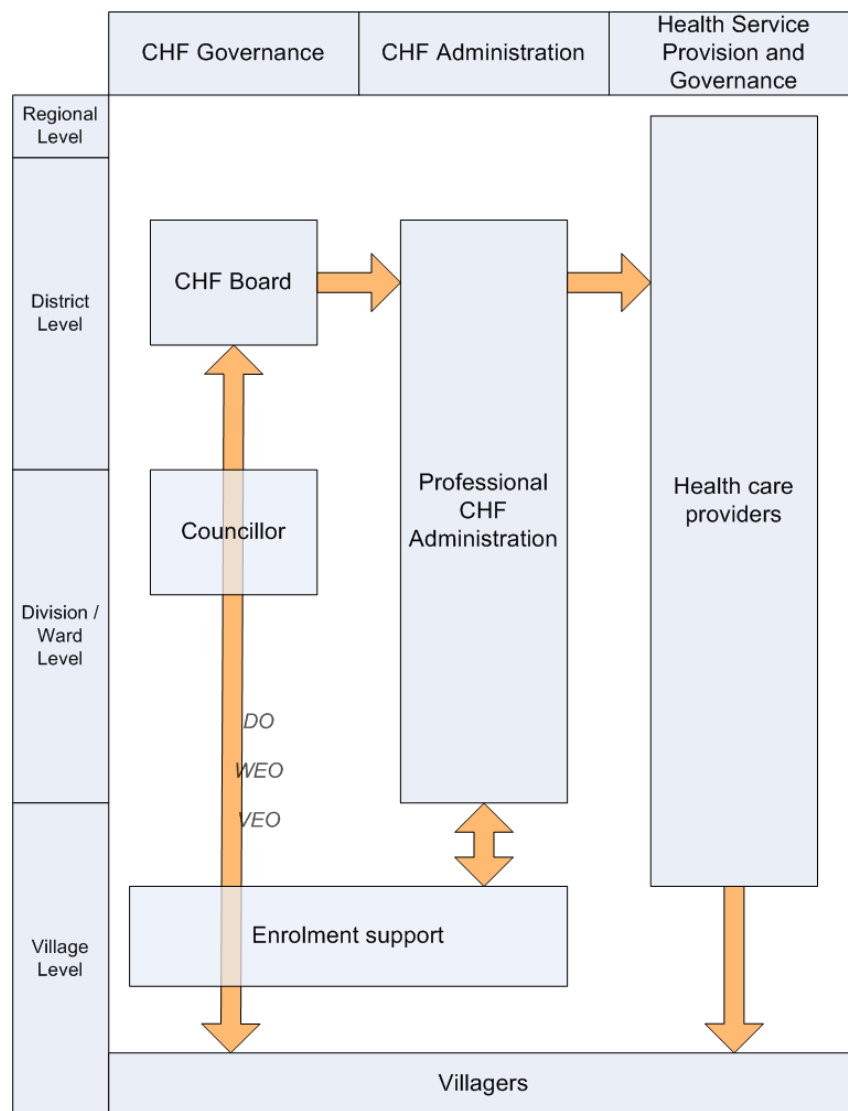 CHF Governance
CHF Administration
Health Service
Provision and
Governance
Regional
Level
District
Level
CHF Board
Councillor
Professional
CHF
Administration
Health care
providers
Division /
Ward
Level
DO
WEO
VEO
Village
Level
Enrolment support
Villagers